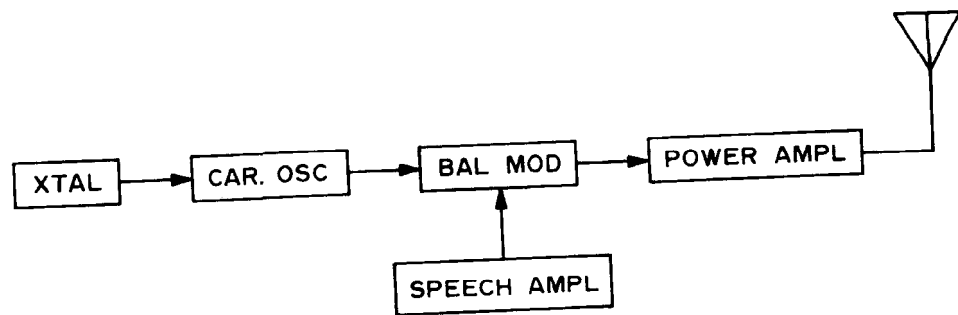 XTAL
CAR. OSC
BAL MOD
POWER AMPL
SPEECH AMPL